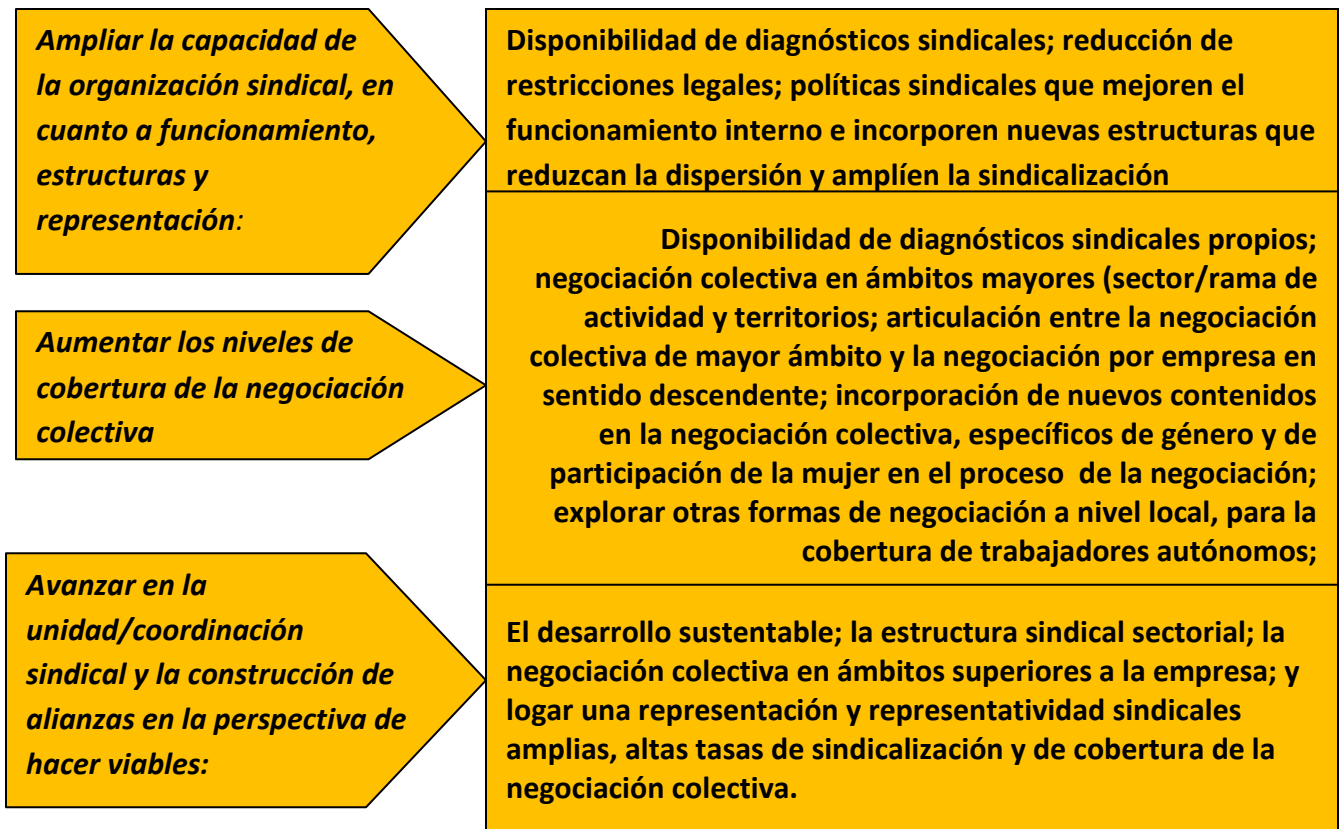 Ampliar la capacidad de
la organización sindical, en
cuanto a funcionamiento,
estructuras y
representación:
Disponibilidad de diagnósticos sindicales; reducción de
restricciones legales; políticas sindicales que mejoren el
funcionamiento interno e incorporen nuevas estructuras que
reduzcan la dispersión y amplíen la sindicalización
Aumentar los niveles de
cobertura de la negociación
colectiva
Disponibilidad de diagnósticos sindicales propios;
negociación colectiva en ámbitos mayores (sector/rama de
actividad y territorios; articulación entre la negociación
colectiva de mayor ámbito y la negociación por empresa en
sentido descendente; incorporación de nuevos contenidos
en la negociación colectiva, específicos de género y de
participación de la mujer en el proceso  de la negociación;
explorar otras formas de negociación a nivel local, para la
cobertura de trabajadores autónomos;
Avanzar en la
unidad/coordinación
sindical y la construcción de
alianzas en la perspectiva de
hacer viables:
El desarrollo sustentable; la estructura sindical sectorial; la
negociación colectiva en ámbitos superiores a la empresa; y
logar una representación y representatividad sindicales
amplias, altas tasas de sindicalización y de cobertura de la
negociación colectiva.